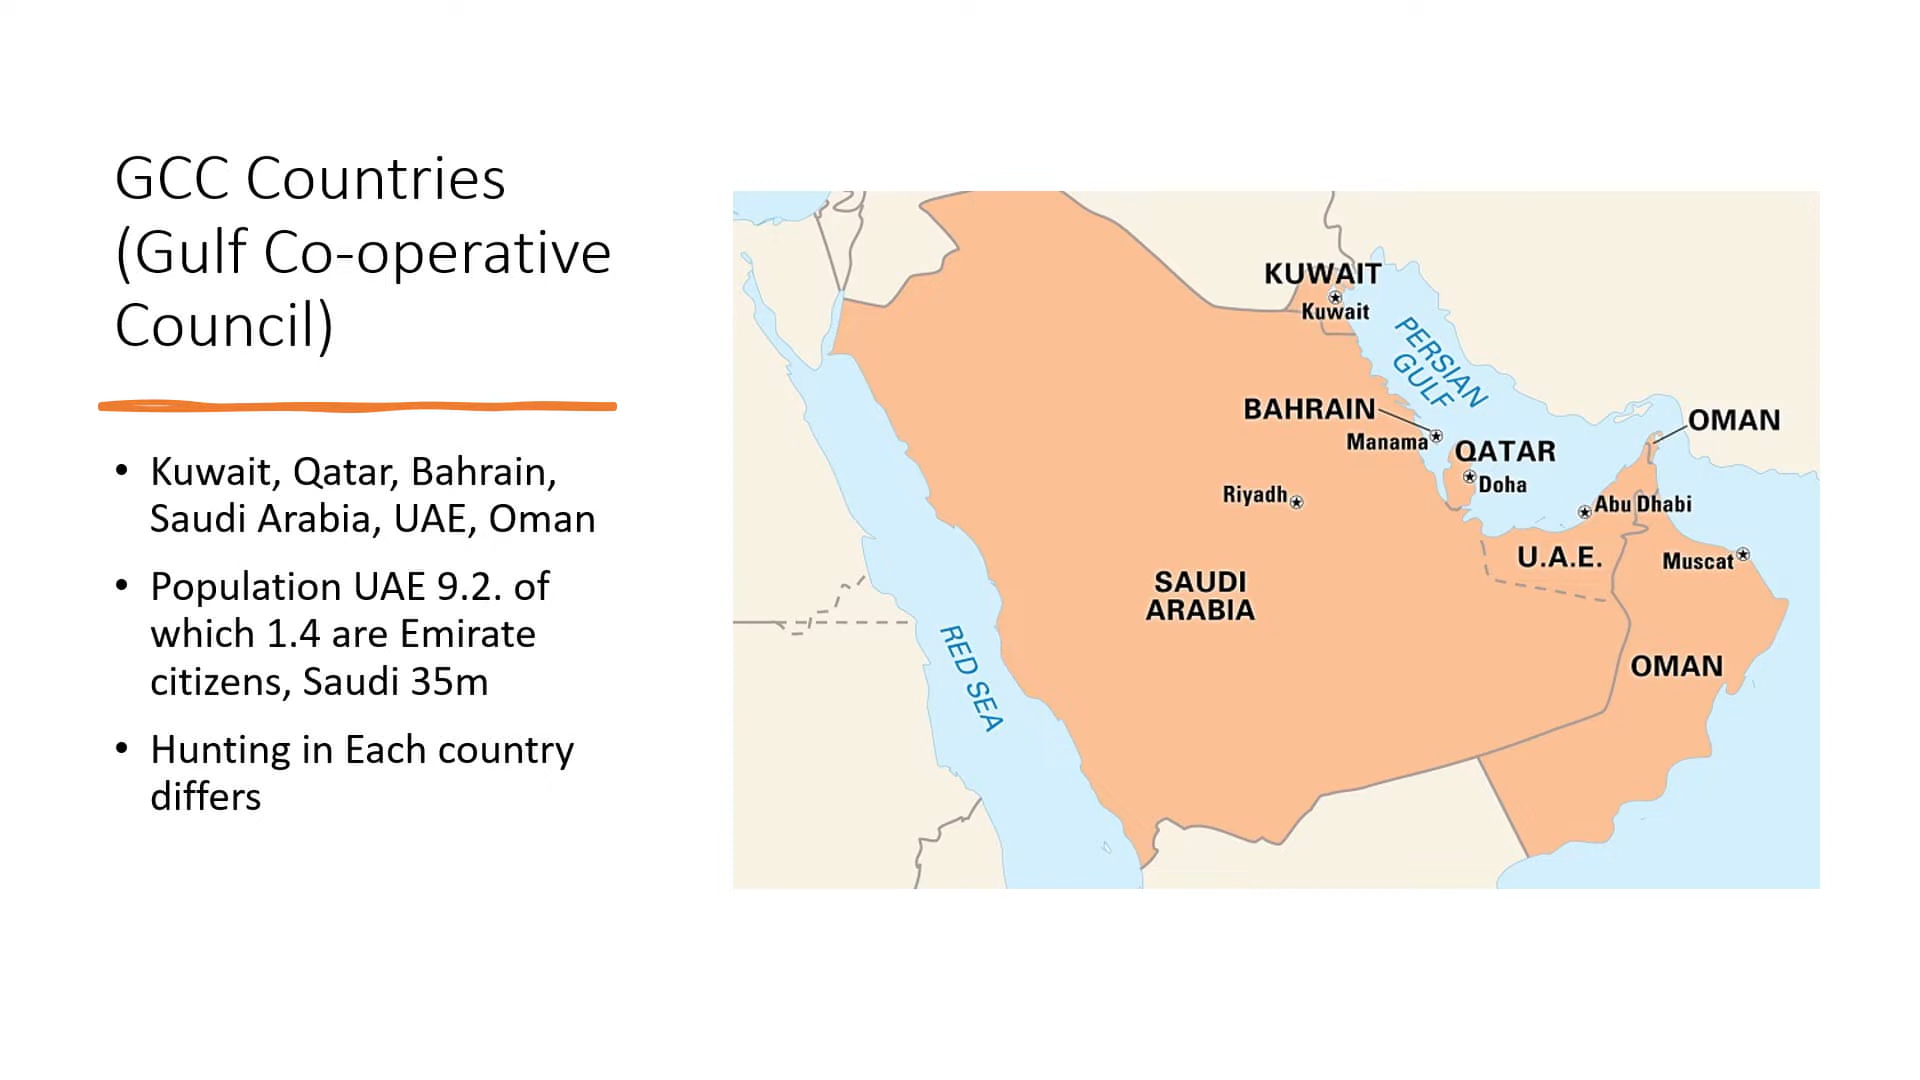 GCC Countries
(Gulf Co-operative
Council)
• Kuwait, Qatar, Bahrain,
Saudi Arabia, UAE, Oman
• Population UAE 9.2. of
which 1.4 are Emirate
citizens, Saudi 35m
• Hunting in Each country
differs
KUWAIT
Kuwait
PERSIAN
GULF
BAHRAIN
Manama
QATAR
Doha
OMAN
Riyadh
Abu Dhabi
U.A.E.
Muscat
SAUDI
ARABIA
RED SEA
OMAN